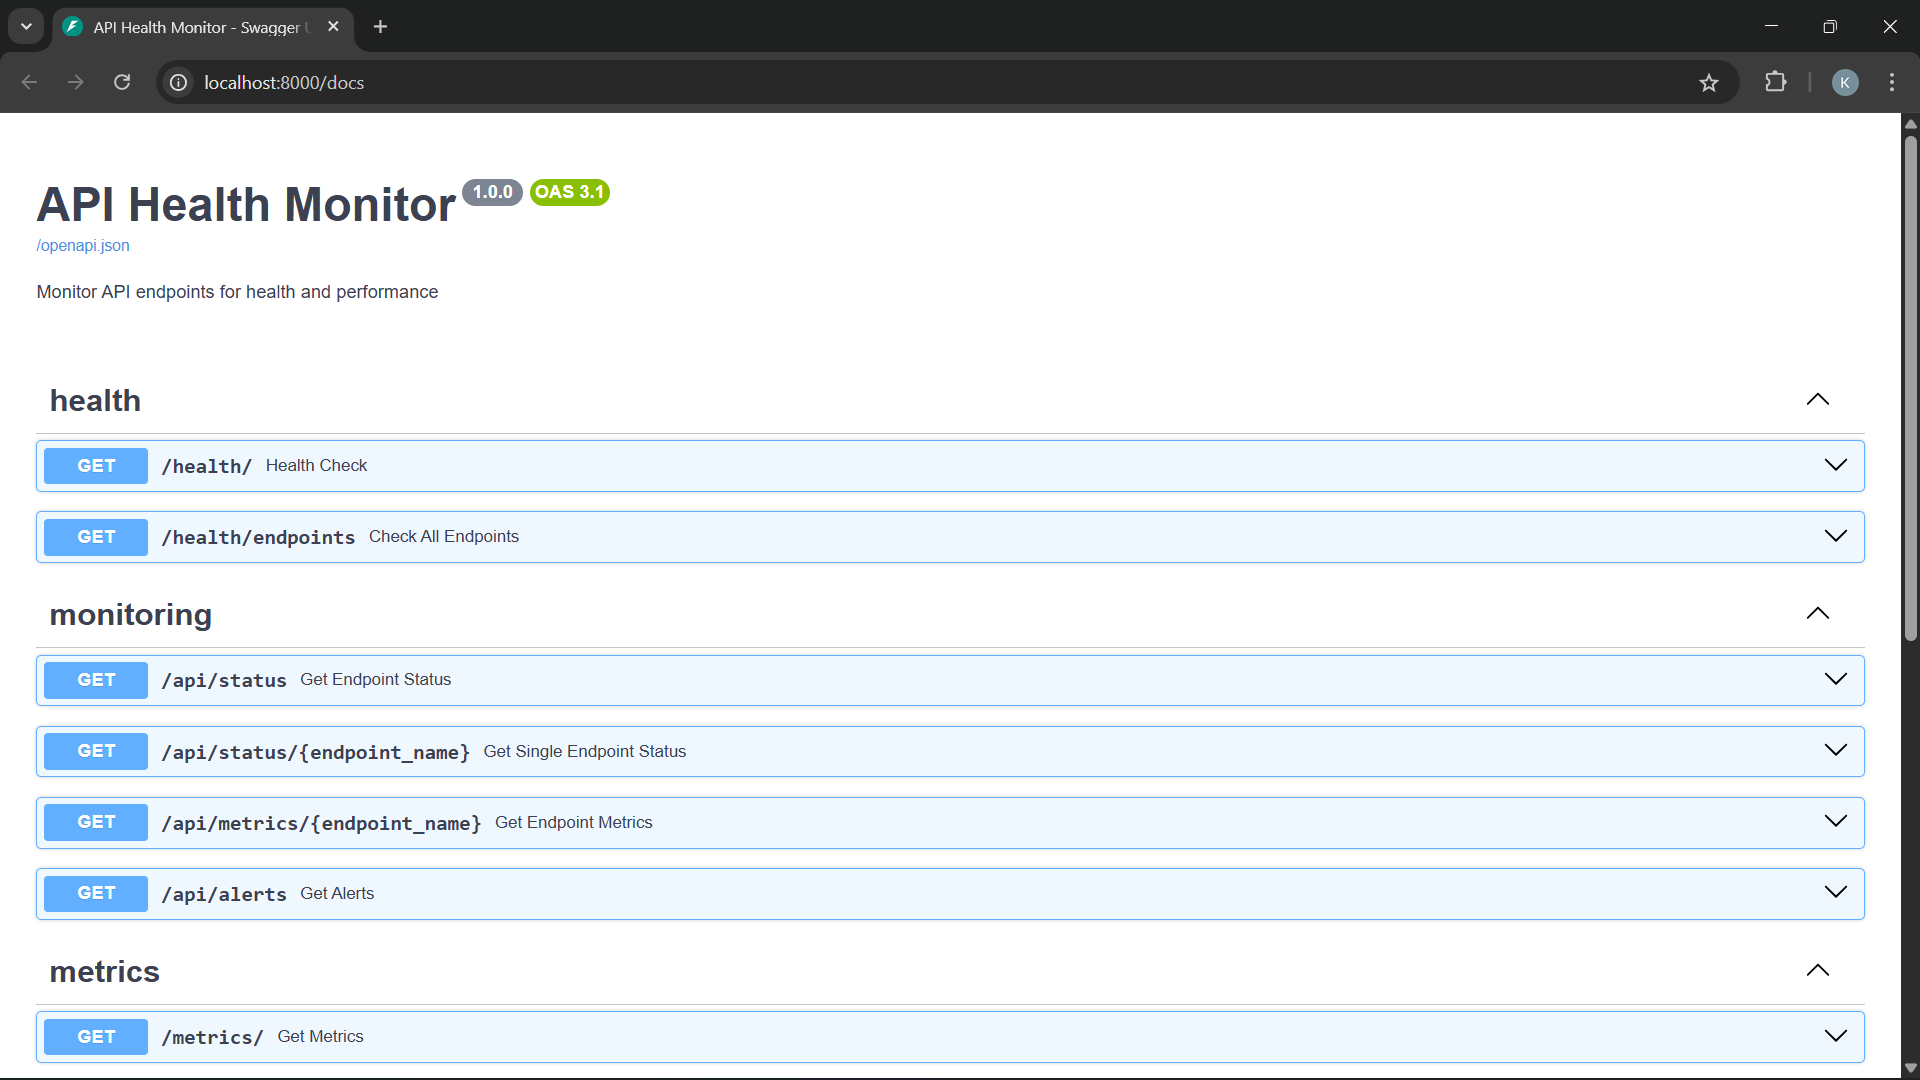 API Health Monitor - Swagger U
localhost:8000/docs
K
API Health Monitor 1.0.0 OAS 3.1
/openapi.json
Monitor API endpoints for health and performance
health
GET /health/ Health Check
GET /health/endpoints Check All Endpoints
monitoring
GET /api/status Get Endpoint Status
GET /api/status/{endpoint_name} Get Single Endpoint Status
GET /api/metrics/{endpoint_name} Get Endpoint Metrics
GET /api/alerts Get Alerts
metrics
GET /metrics/ Get Metrics